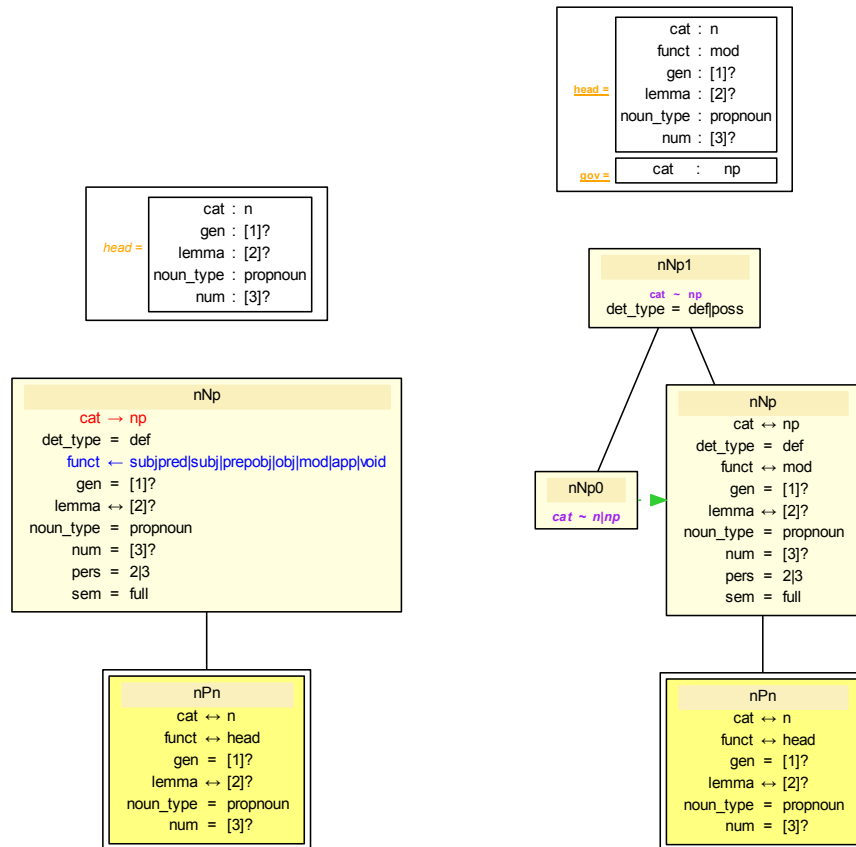 head =
cat : n
gen : [1]?
lemma : [2]?
noun_type : propnoun
num : [3]?
nNp
cat → np
det_type = def
funct ← subjpred|subj|prepobj|obj|mod|app|void
gen = [1]?
lemma ↔ [2]?
noun_type = propnoun
num = [3]?
pers = 2|3
sem = full
nPn
cat ↔ n
funct ↔ head
gen = [1]?
lemma ↔ [2]?
noun_type = propnoun
num = [3]?
head =
cat : n
funct : mod
gen : [1]?
lemma : [2]?
noun_type : propnoun
num : [3]?
gov =
cat : np
nNp1
cat ~ np
det_type = def|poss
nNp0
cat ~ n|np
nNp
cat ↔ np
det_type = def
funct ↔ mod
gen = [1]?
lemma ↔ [2]?
noun_type = propnoun
num = [3]?
pers = 2|3
sem = full
nPn
cat ↔ n
funct ↔ head
gen = [1]?
lemma ↔ [2]?
noun_type = propnoun
num = [3]?